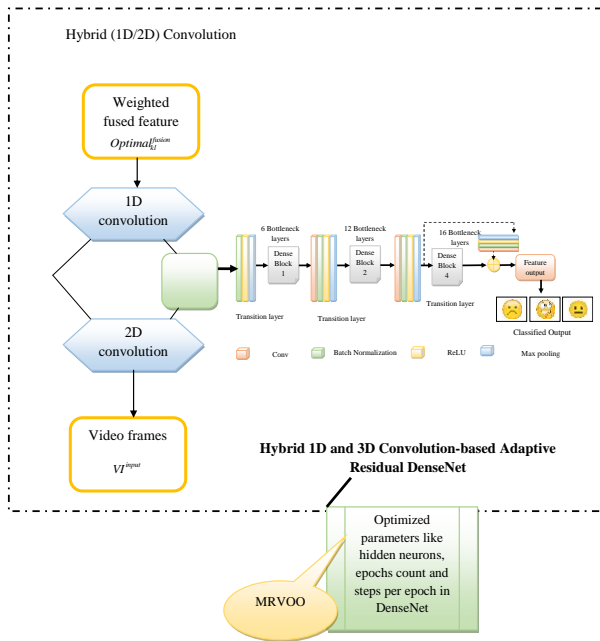 Hybrid (1D/2D) Convolution
Weighted
fused feature
Optimal_{kl}^{fusion}
1D
convolution
2D
convolution
Video frames
VI^{input}
6 Bottleneck
layers
12 Bottleneck
layers
16 Bottleneck
layers
Dense
Block
1
Dense
Block
2
Dense
Block
4
Feature
output
Transition layer
Transition layer
Transition layer
Classified Output
Conv
Batch Normalization
ReLU
Max pooling
Hybrid 1D and 3D Convolution-based Adaptive
Residual DenseNet
Optimized
parameters like
hidden neurons,
epochs count and
steps per epoch in
DenseNet
MRVOO